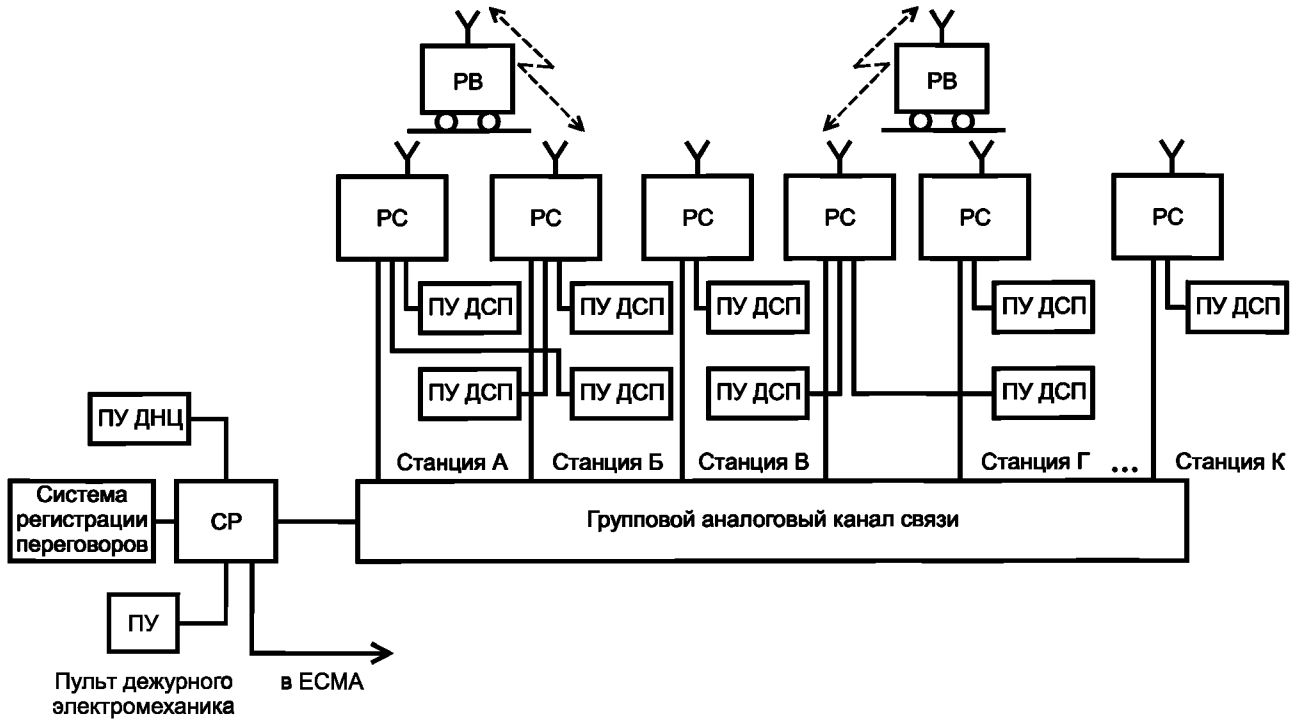 РВ
РВ
РС
РС
РС
РС
РС
РС
ПУ ДСП
ПУ ДСП
ПУ ДСП
ПУ ДСП
ПУ ДСП
ПУ ДСП
ПУ ДСП
ПУ ДСП
ПУ ДСП
ПУ ДНЦ
Станция А
Станция Б
Станция В
Станция Г
...
Станция К
Система
регистрации
переговоров
СР
Групповой аналоговый канал связи
ПУ
Пульт дежурного
электромеханика
в ЕСМА